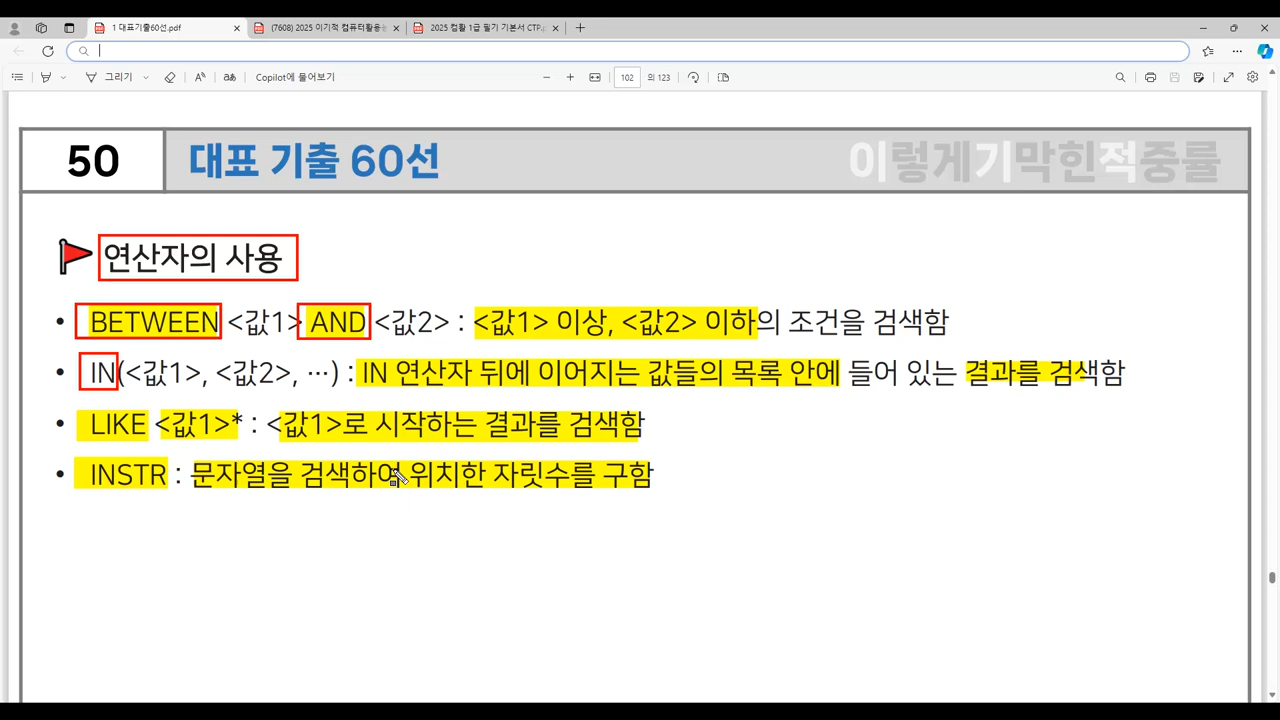 1 대표기출60선.pdf
(7608) 2025 이기적 컴퓨터활용능
2025 컴활 1급 필기 기본서 CTP.
그리기
Copilot에 물어보기
102 의 123
50
대표 기출 60선
이렇게기막힌적중률
연산자의 사용
• BETWEEN <값1> AND <값2> : <값1> 이상, <값2> 이하의 조건을 검색함
• IN(<값1>, <값2>, …) : IN 연산자 뒤에 이어지는 값들의 목록 안에 들어 있는 결과를 검색함
• LIKE <값1>* : <값1>로 시작하는 결과를 검색함
• INSTR : 문자열을 검색하여 위치한 자릿수를 구함